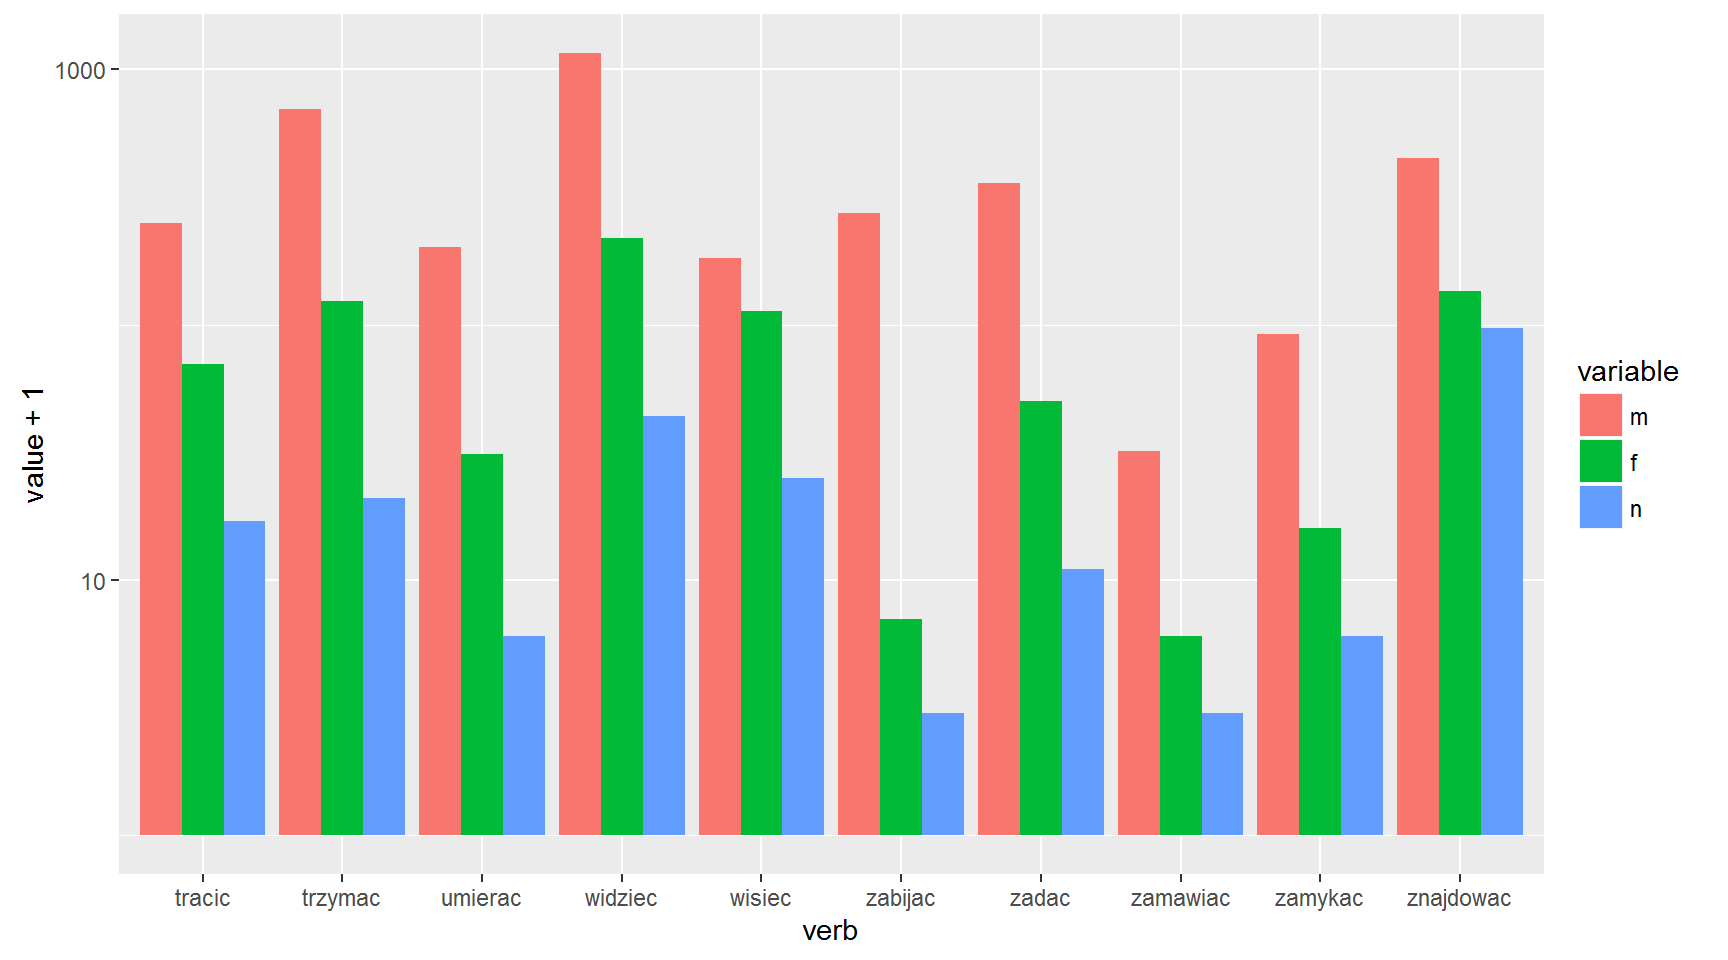 1000
10
value + 1
tracic
trzymac
umierac
widziec
wisiec
zabijac
zadac
zamawiac
zamykac
znajdowac
verb
variable
m
f
n